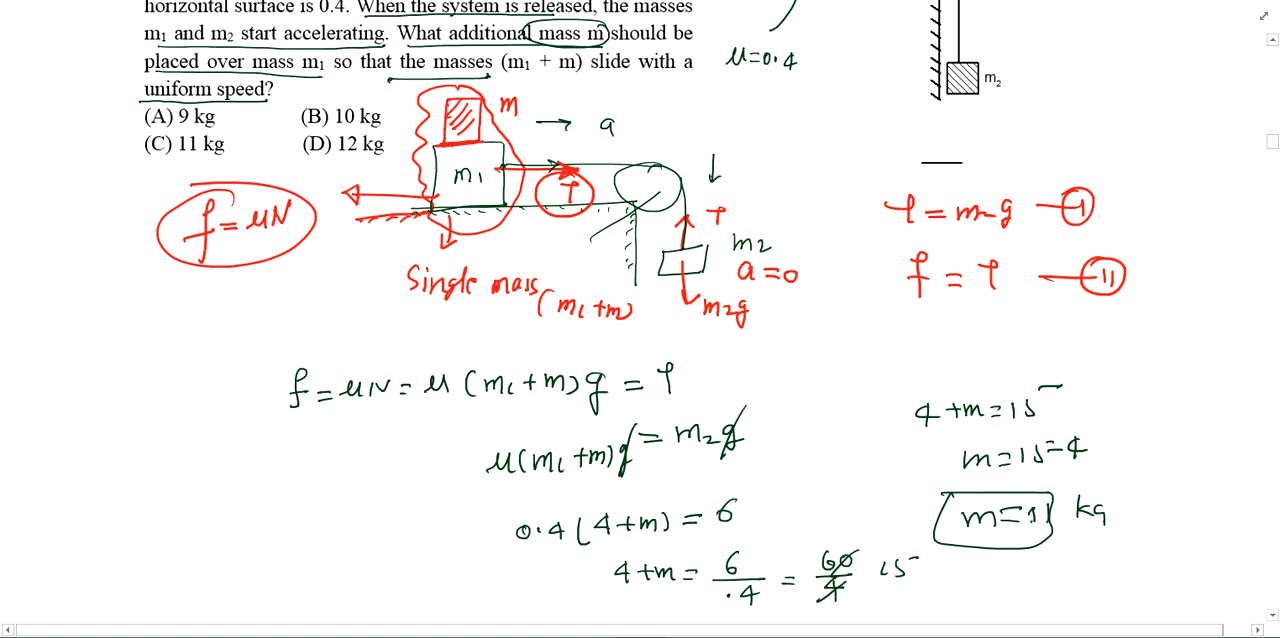 horizontal surface is 0.4. When the system is released, the masses
m₁ and m₂ start accelerating. What additional mass m should be
placed over mass m₁ so that the masses (m₁ + m) slide with a
uniform speed?
(A) 9 kg (B) 10 kg
(C) 11 kg (D) 12 kg
μ=0.4
m₂
m
→ a
m₁
T
f=μN
T
m₂
a=0
m₂g
Single mass
(m₁+m)
T=m₂g —(I)
f=T —(II)
f=μN=μ(m₁+m)g=T
μ(m₁+m)g=m₂g
0.4(4+m)=6
4+m=6/.4=60/4 15
4+m=15
m=15-4
m=11 kg